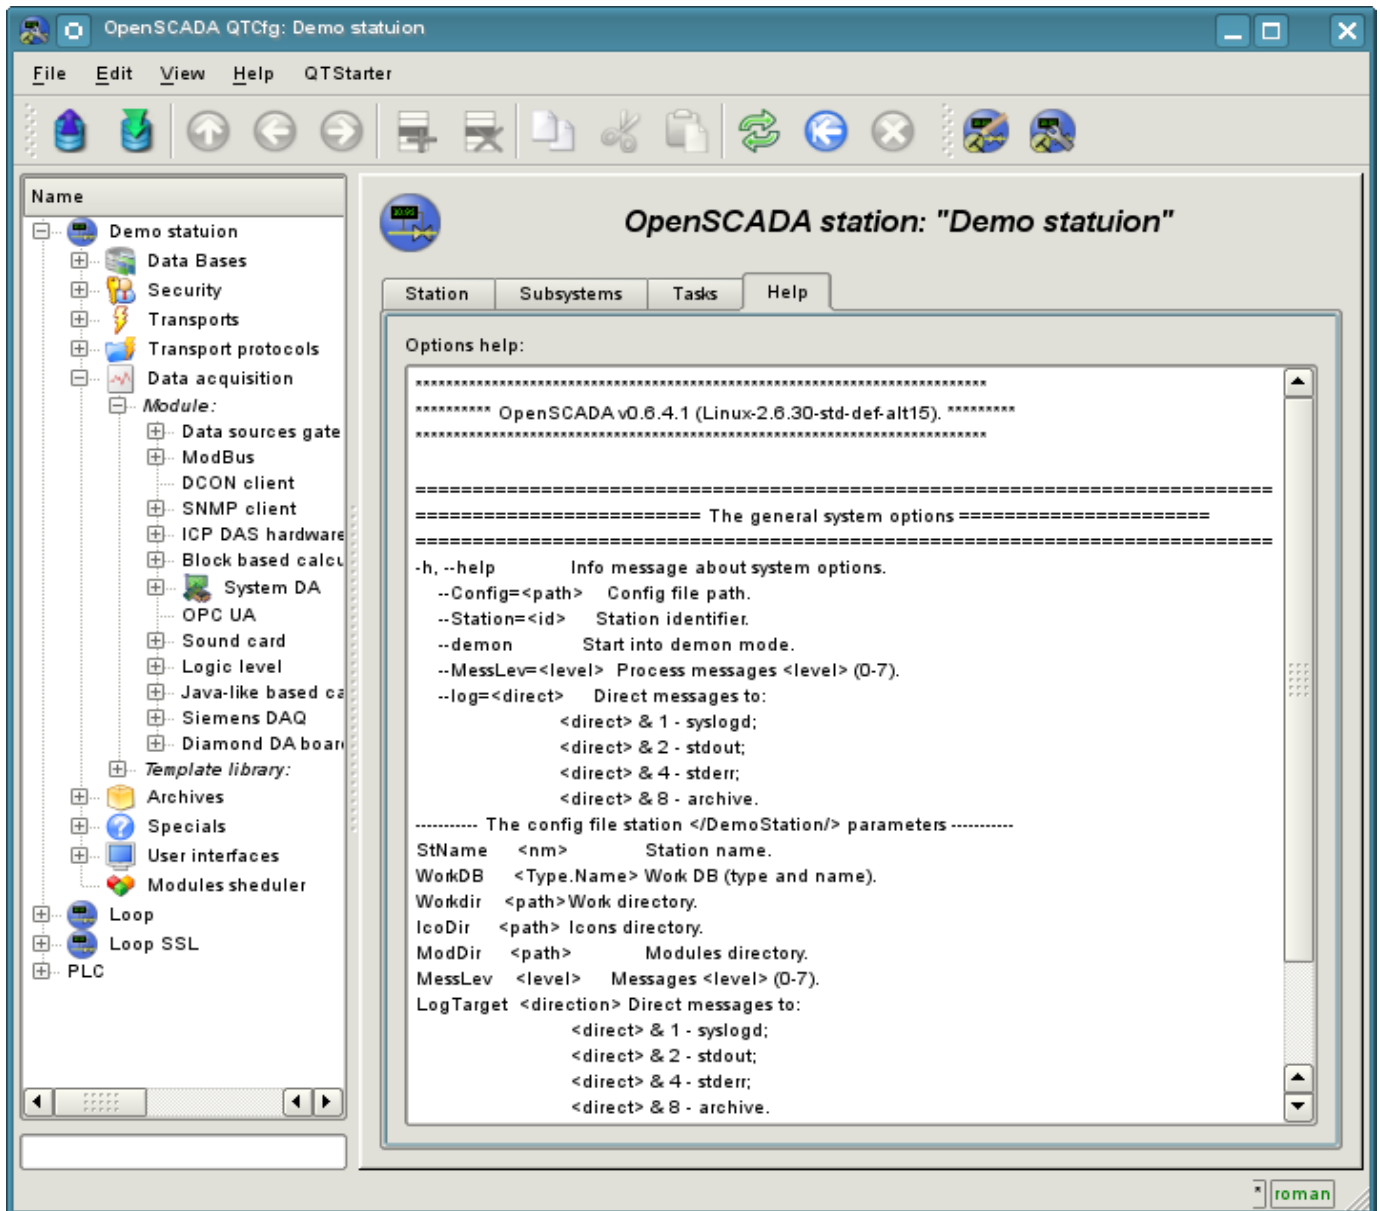 OpenSCADA QTCfg: Demo statuion
File Edit View Help QTStarter
Name
Demo statuion
Data Bases
Security
Transports
Transport protocols
Data acquisition
Module:
Data sources gate
ModBus
DCON client
SNMP client
ICP DAS hardware
Block based calcu
System DA
OPC UA
Sound card
Logic level
Java-like based ca
Siemens DAQ
Diamond DA board
Template library:
Archives
Specials
User interfaces
Modules sheduler
Loop
Loop SSL
PLC
OpenSCADA station: "Demo statuion"
Station Subsystems Tasks Help
Options help:
***************************************************************************
********** OpenSCADA v0.6.4.1 (Linux-2.6.30-std-def-alt15). *********
***************************************************************************
===========================================================================
========================= The general system options ======================
===========================================================================
-h, --help Info message about system options.
--Config=<path> Config file path.
--Station=<id> Station identifier.
--demon Start into demon mode.
--MessLev=<level> Process messages <level> (0-7).
--log=<direct> Direct messages to:
<direct> & 1 - syslogd;
<direct> & 2 - stdout;
<direct> & 4 - stderr;
<direct> & 8 - archive.
----------- The config file station </DemoStation/> parameters -----------
StName <nm> Station name.
WorkDB <Type.Name> Work DB (type and name).
Workdir <path> Work directory.
IcoDir <path> Icons directory.
ModDir <path> Modules directory.
MessLev <level> Messages <level> (0-7).
LogTarget <direction> Direct messages to:
<direct> & 1 - syslogd;
<direct> & 2 - stdout;
<direct> & 4 - stderr;
<direct> & 8 - archive.
* roman